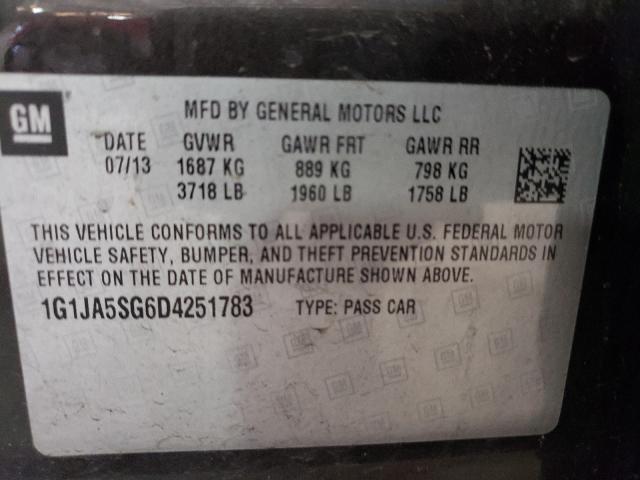 GM
MFD BY GENERAL MOTORS LLC
DATE GVWR GAWR FRT GAWR RR
07/13 1687 KG 889 KG 798 KG
3718 LB 1960 LB 1758 LB
THIS VEHICLE CONFORMS TO ALL APPLICABLE U.S. FEDERAL MOTOR
VEHICLE SAFETY, BUMPER, AND THEFT PREVENTION STANDARDS IN
EFFECT ON THE DATE OF MANUFACTURE SHOWN ABOVE.
1G1JA5SG6D4251783 TYPE: PASS CAR